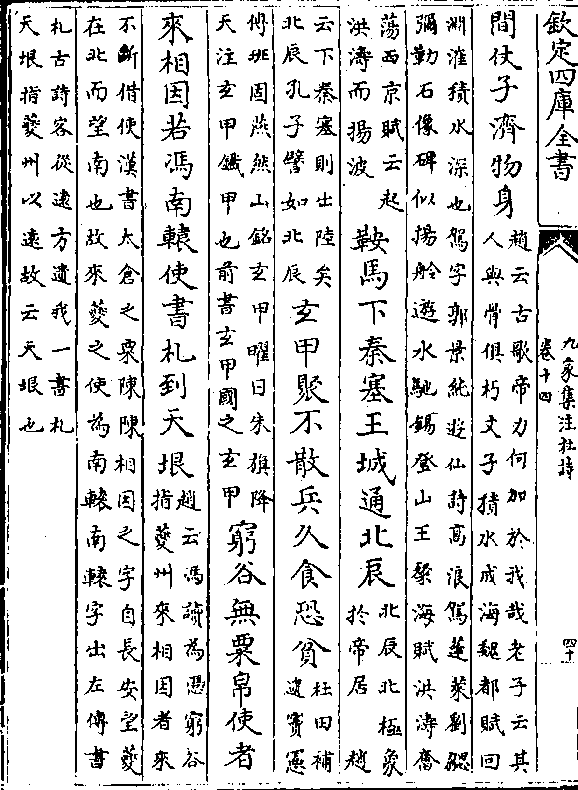 欽定四庫全書
九家集注杜詩
卷十四
四十
間仗子濟物身
趙云古歌帝力何加於我哉老子云其
人與骨俱朽文子積水成海魏都賦回
淵漼積水深也駕字郭景純遊仙詩高浪駕蓬萊劉勰
彌勒石像碑似揚舲遊水馳錫登山王粲海賦洪濤奮
蕩西京賦云起
洪濤而揚波
鞍馬下秦塞王城通北辰
北辰北極象
於帝居 趙
云下秦塞則出陸矣
北辰孔子譬如北辰
玄甲聚不散兵久食恐貧
杜田補
遺竇憲
傳班固燕然山銘玄甲曜日朱旗降
天注玄甲鐵甲也前書玄甲國之玄甲
窮谷無粟帛使者
來相因若馮南轅使書札到天垠
趙云馮讀為憑窮谷
指夔州來相因者來
不斷借使漢書太倉之粟陳陳相因之字自長安望夔
在北而望南也故來夔之使為南轅南轅字出左傳書
札古詩客從遠方遺我一書札
天垠指夔州以遠故云天垠也